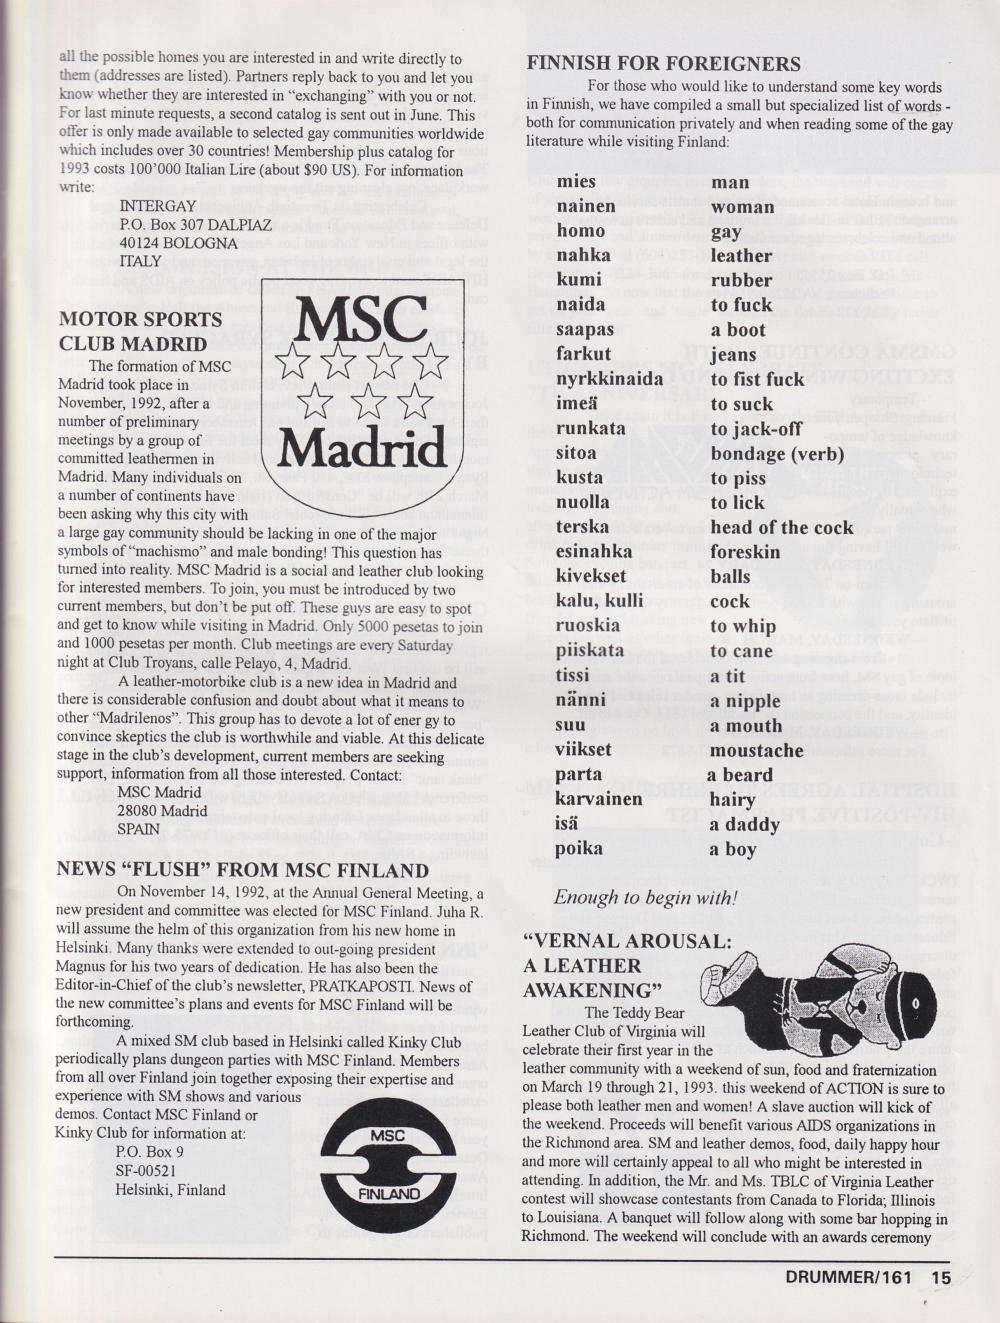 all the possible homes you are interested in and write directly to
them (addresses are listed). Partners reply back to you and let you
know whether they are interested in “exchanging” with you or not.
For last minute requests, a second catalog is sent out in June. This
offer is only made available to selected gay communities worldwide
which includes over 30 countries! Membership plus catalog for
1993 costs 100’000 Italian Lire (about $90 US). For information
write:
INTERGAY
P.O. Box 307 DALPIAZ
40124 BOLOGNA
ITALY
MOTOR SPORTS
CLUB MADRID
The formation of MSC
Madrid took place in
November, 1992, after a
number of preliminary
meetings by a group of
committed leathermen in
Madrid. Many individuals on
a number of continents have
been asking why this city with
a large gay community should be lacking in one of the major
symbols of “machismo” and male bonding! This question has
turned into reality. MSC Madrid is a social and leather club looking
for interested members. To join, you must be introduced by two
current members, but don’t be put off. These guys are easy to spot
and get to know while visiting in Madrid. Only 5000 pesetas to join
and 1000 pesetas per month. Club meetings are every Saturday
night at Club Troyans, calle Pelayo, 4, Madrid.
A leather-motorbike club is a new idea in Madrid and
there is considerable confusion and doubt about what it means to
other “Madrilenos”. This group has to devote a lot of ener gy to
convince skeptics the club is worthwhile and viable. At this delicate
stage in the club’s development, current members are seeking
support, information from all those interested. Contact:
MSC Madrid
28080 Madrid
SPAIN
MSC
Madrid
NEWS “FLUSH” FROM MSC FINLAND
On November 14, 1992, at the Annual General Meeting, a
new president and committee was elected for MSC Finland. Juha R.
will assume the helm of this organization from his new home in
Helsinki. Many thanks were extended to out-going president
Magnus for his two years of dedication. He has also been the
Editor-in-Chief of the club’s newsletter, PRATKAPOSTI. News of
the new committee’s plans and events for MSC Finland will be
forthcoming.
A mixed SM club based in Helsinki called Kinky Club
periodically plans dungeon parties with MSC Finland. Members
from all over Finland join together exposing their expertise and
experience with SM shows and various
demos. Contact MSC Finland or
Kinky Club for information at:
P.O. Box 9
SF-00521
Helsinki, Finland
MSC
FINLAND
FINNISH FOR FOREIGNERS
For those who would like to understand some key words
in Finnish, we have compiled a small but specialized list of words -
both for communication privately and when reading some of the gay
literature while visiting Finland:
mies man
nainen woman
homo gay
nahka leather
kumi rubber
naida to fuck
saapas a boot
farkut jeans
nyrkkinaida to fist fuck
imeä to suck
runkata to jack-off
sitoa bondage (verb)
kusta to piss
nuolla to lick
terska head of the cock
esinahka foreskin
kivekset balls
kalu, kulli cock
ruoskia to whip
piiskata to cane
tissi a tit
nänni a nipple
suu a mouth
viikset moustache
parta a beard
karvainen hairy
isä a daddy
poika a boy
Enough to begin with!
“VERNAL AROUSAL:
A LEATHER
AWAKENING”
The Teddy Bear
Leather Club of Virginia will
celebrate their first year in the
leather community with a weekend of sun, food and fraternization
on March 19 through 21, 1993. this weekend of ACTION is sure to
please both leather men and women! A slave auction will kick of
the weekend. Proceeds will benefit various AIDS organizations in
the Richmond area. SM and leather demos, food, daily happy hour
and more will certainly appeal to all who might be interested in
attending. In addition, the Mr. and Ms. TBLC of Virginia Leather
contest will showcase contestants from Canada to Florida; Illinois
to Louisiana. A banquet will follow along with some bar hopping in
Richmond. The weekend will conclude with an awards ceremony
DRUMMER/161 15